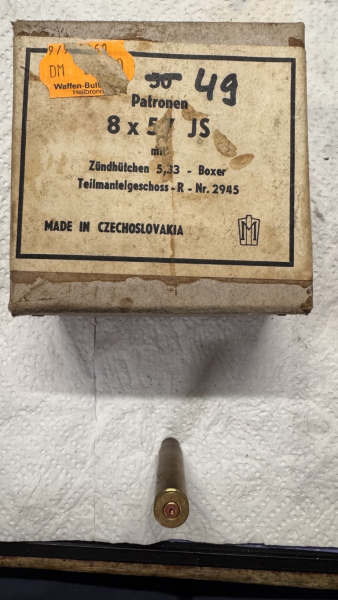 DM
Waffen-But
Heilbronn
50 49
Patronen
8 x 57 JS
Zündhütchen 5,33 - Boxer
Teilmantelgeschoss - R - Nr. 2945
MADE IN CZECHOSLOVAKIA